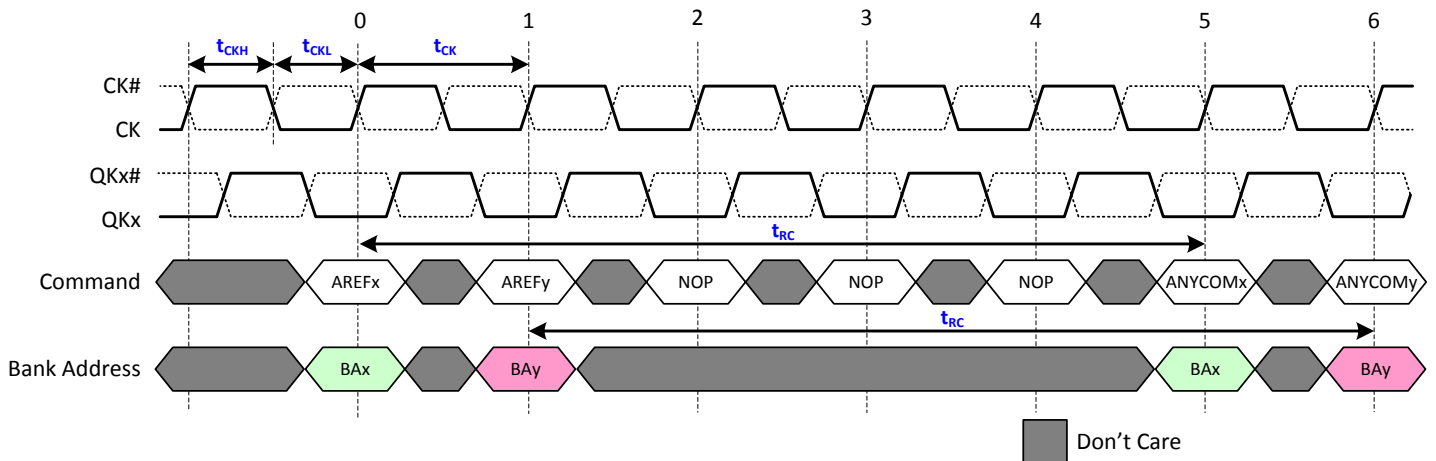 0 1 2 3 4 5 6
tCKH tCKL tCK
CK#
CK
QKx#
QKx
tRC
Command AREFx AREFy NOP NOP NOP ANYCOMx ANYCOMy
tRC
Bank Address BAx BAy BAx BAy
Don't Care